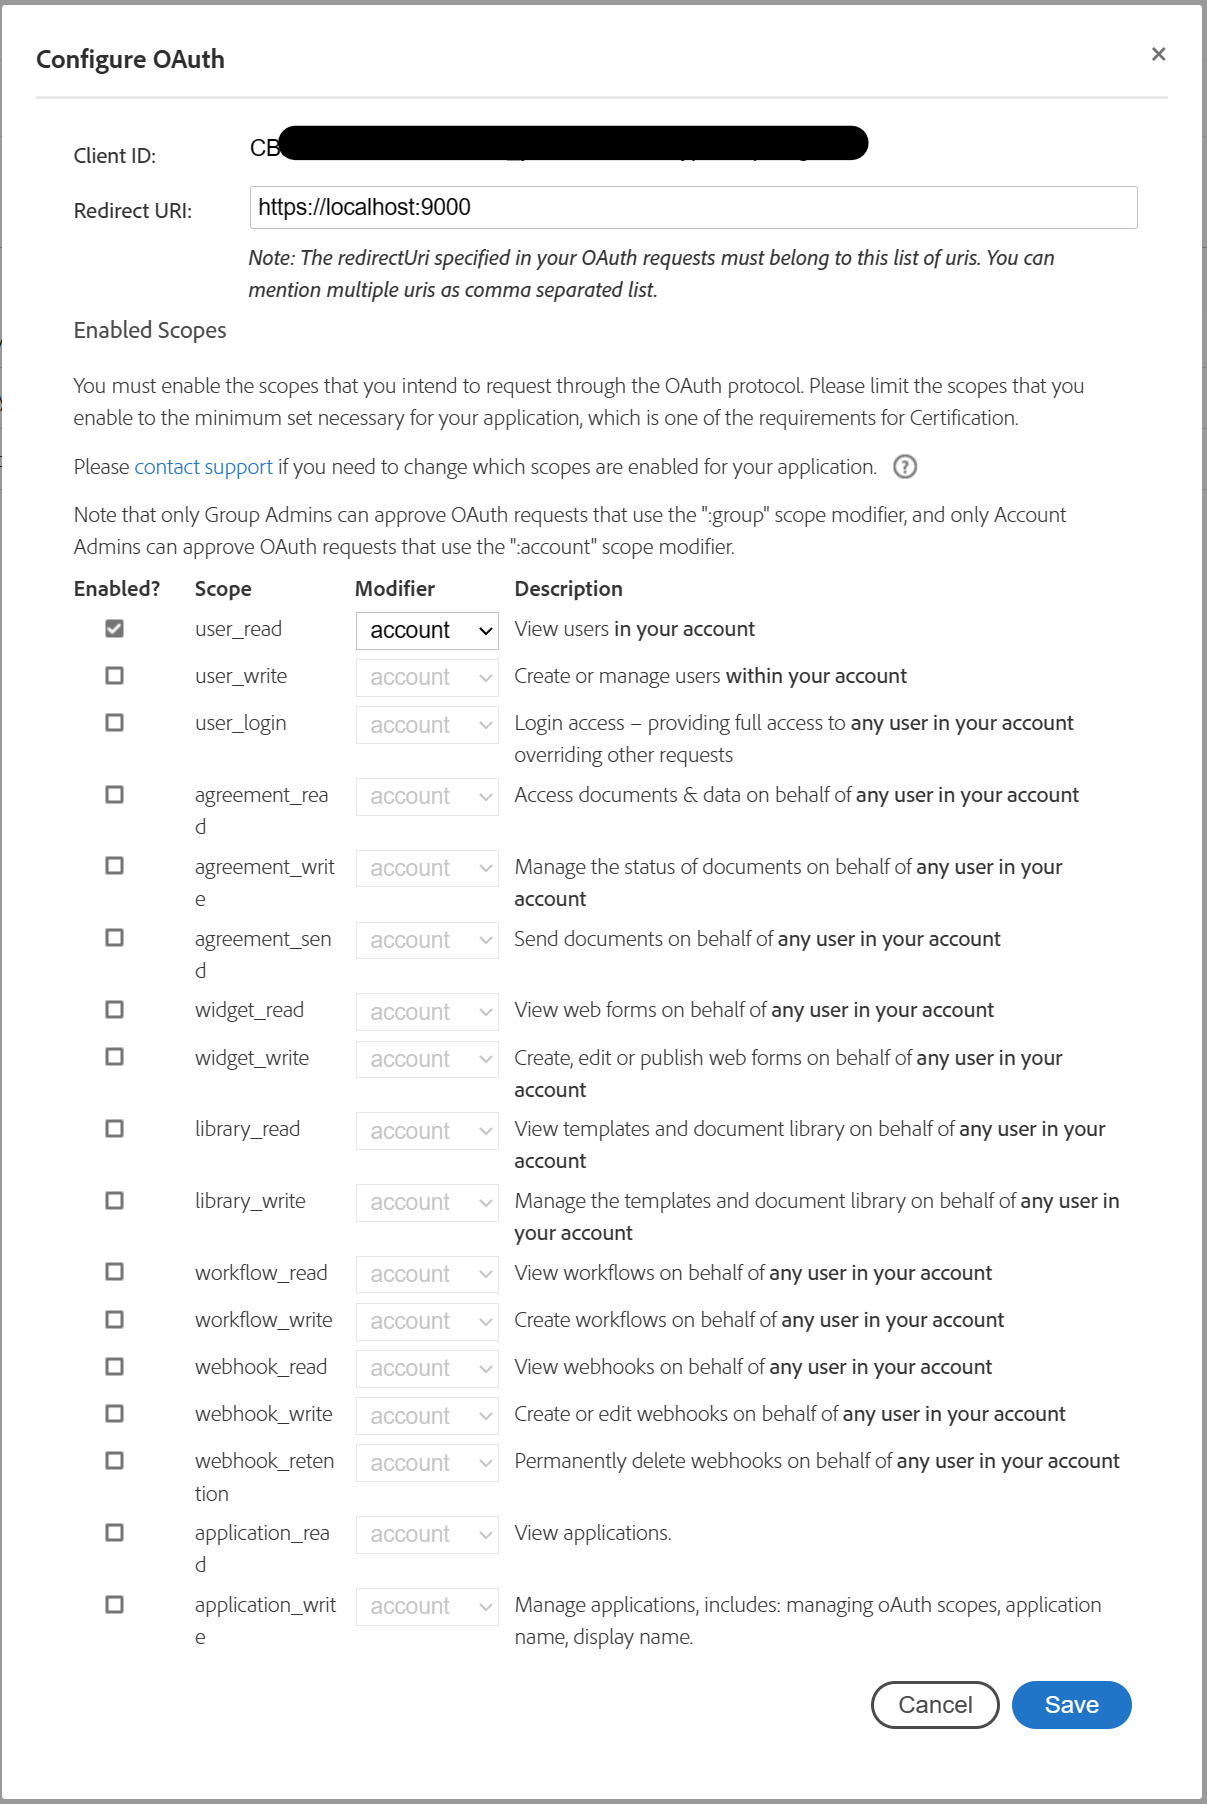 Configure OAuth
×
Client ID:
CB
Redirect URI:
https://localhost:9000
Note: The redirectUri specified in your OAuth requests must belong to this list of uris. You can
mention multiple uris as comma separated list.
Enabled Scopes
You must enable the scopes that you intend to request through the OAuth protocol. Please limit the scopes that you
enable to the minimum set necessary for your application, which is one of the requirements for Certification.
Please contact support if you need to change which scopes are enabled for your application. ?
Note that only Group Admins can approve OAuth requests that use the ":group" scope modifier, and only Account
Admins can approve OAuth requests that use the ":account" scope modifier.
Enabled? Scope Modifier Description
user_read account View users in your account
user_write account Create or manage users within your account
user_login account Login access – providing full access to any user in your account
overriding other requests
agreement_rea account Access documents & data on behalf of any user in your account
d
agreement_writ account Manage the status of documents on behalf of any user in your
e account
agreement_sen account Send documents on behalf of any user in your account
d
widget_read account View web forms on behalf of any user in your account
widget_write account Create, edit or publish web forms on behalf of any user in your
account
library_read account View templates and document library on behalf of any user in your
account
library_write account Manage the templates and document library on behalf of any user in
your account
workflow_read account View workflows on behalf of any user in your account
workflow_write account Create workflows on behalf of any user in your account
webhook_read account View webhooks on behalf of any user in your account
webhook_write account Create or edit webhooks on behalf of any user in your account
webhook_reten account Permanently delete webhooks on behalf of any user in your account
tion
application_rea account View applications.
d
application_writ account Manage applications, includes: managing oAuth scopes, application
e name, display name.
Cancel Save